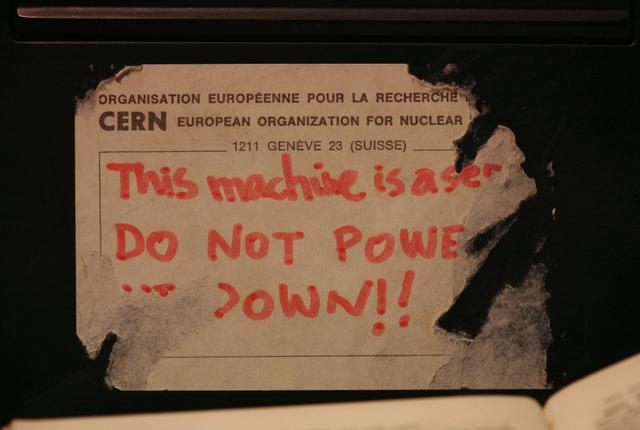 ORGANISATION EUROPÉENNE POUR LA RECHERCHE
CERN EUROPEAN ORGANIZATION FOR NUCLEAR
1211 GENÈVE 23 (SUISSE)
This machine is a ser
DO NOT POWE
DOWN!!